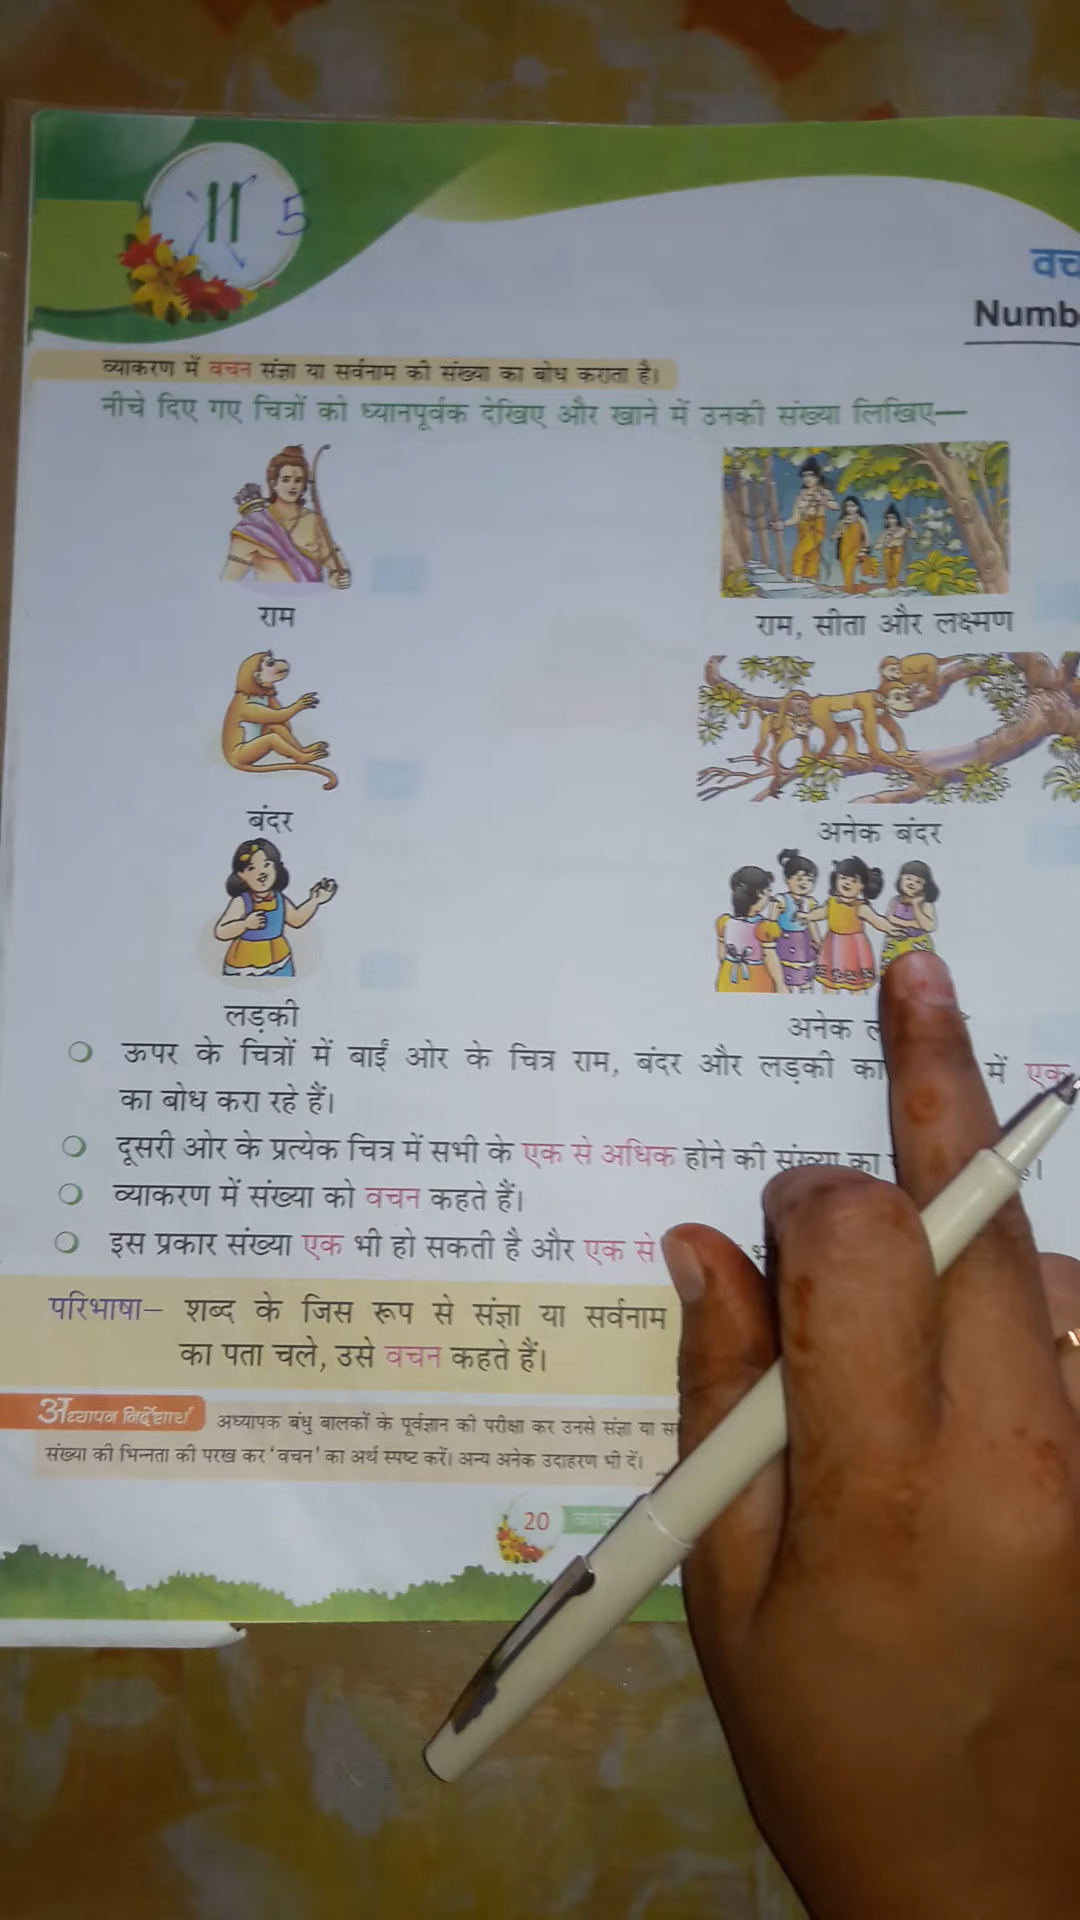 11 5
व्याकरण में वचन संज्ञा या सर्वनाम की संख्या का बोध कराता है।
नीचे दिए गए चित्रों को ध्यानपूर्वक देखिए और खाने में उनकी संख्या लिखिए—
राम
राम, सीता और लक्ष्मण
बंदर
अनेक बंदर
लड़की
अनेक
ऊपर के चित्रों में बाईं ओर के चित्र राम, बंदर और लड़की का में एक
का बोध करा रहे हैं।
दूसरी ओर के प्रत्येक चित्र में सभी के एक से अधिक होने की संख्या का
व्याकरण में संख्या को वचन कहते हैं।
इस प्रकार संख्या एक भी हो सकती है और एक से
परिभाषा— शब्द के जिस रूप से संज्ञा या सर्वनाम
का पता चले, उसे वचन कहते हैं।
अध्यापन निर्देशार्थ अध्यापक बंधु बालकों के पूर्वज्ञान की परीक्षा कर उनसे संज्ञा या
संख्या की भिन्नता की परख कर 'वचन' का अर्थ स्पष्ट करें। अन्य अनेक उदाहरण भी दें।
20